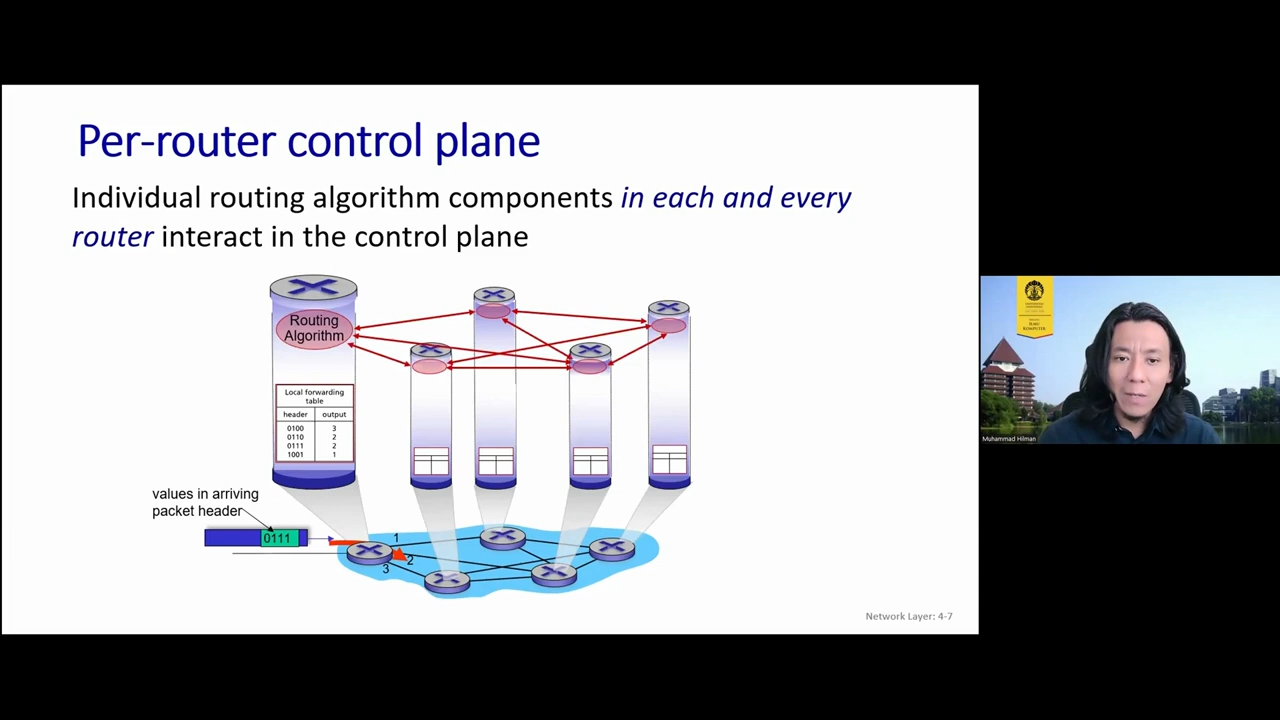 Per-router control plane
Individual routing algorithm components in each and every
router interact in the control plane
Routing
Algorithm
Local forwarding
table
header output
0100 3
0110 2
0111 2
1001 1
values in arriving
packet header
0111
1
2
3
Network Layer: 4-7
ILMU
KOMPUTER
Muhammad Hilman